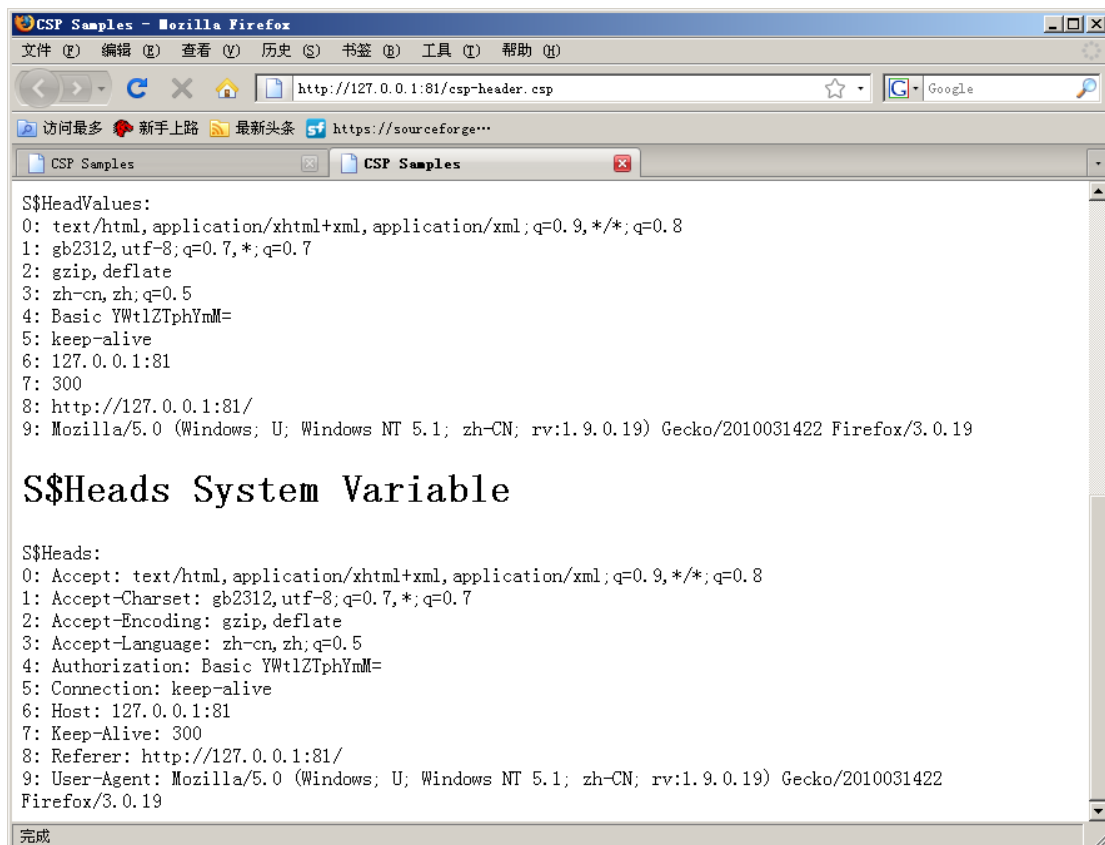 CSP Samples - Mozilla Firefox
文件 (F) 编辑 (E) 查看 (V) 历史 (S) 书签 (B) 工具 (T) 帮助 (H)
http://127.0.0.1:81/csp-header.csp
G Google
访问最多 新手上路 最新头条 sf https://sourceforge…
CSP Samples CSP Samples
S$HeadValues:
0: text/html,application/xhtml+xml,application/xml;q=0.9,*/*;q=0.8
1: gb2312,utf-8;q=0.7,*;q=0.7
2: gzip,deflate
3: zh-cn,zh;q=0.5
4: Basic YWtlZTphYmM=
5: keep-alive
6: 127.0.0.1:81
7: 300
8: http://127.0.0.1:81/
9: Mozilla/5.0 (Windows; U; Windows NT 5.1; zh-CN; rv:1.9.0.19) Gecko/2010031422 Firefox/3.0.19
S$Heads System Variable
S$Heads:
0: Accept: text/html,application/xhtml+xml,application/xml;q=0.9,*/*;q=0.8
1: Accept-Charset: gb2312,utf-8;q=0.7,*;q=0.7
2: Accept-Encoding: gzip,deflate
3: Accept-Language: zh-cn,zh;q=0.5
4: Authorization: Basic YWtlZTphYmM=
5: Connection: keep-alive
6: Host: 127.0.0.1:81
7: Keep-Alive: 300
8: Referer: http://127.0.0.1:81/
9: User-Agent: Mozilla/5.0 (Windows; U; Windows NT 5.1; zh-CN; rv:1.9.0.19) Gecko/2010031422
Firefox/3.0.19
完成